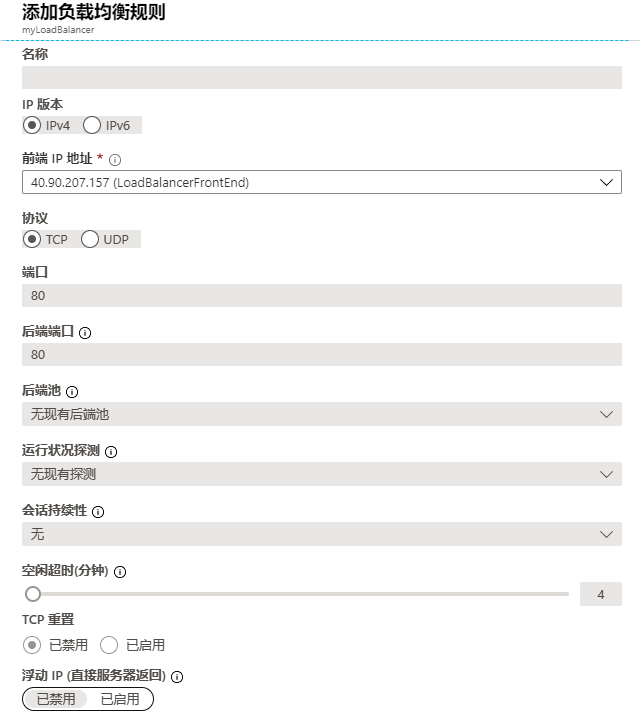 添加负载均衡规则
myLoadBalancer
名称
IP 版本
IPv4 IPv6
前端 IP 地址 *
40.90.207.157 (LoadBalancerFrontEnd)
协议
TCP UDP
端口
80
后端端口
80
后端池
无现有后端池
运行状况探测
无现有探测
会话持续性
无
空闲超时(分钟)
4
TCP 重置
已禁用 已启用
浮动 IP (直接服务器返回)
已禁用 已启用